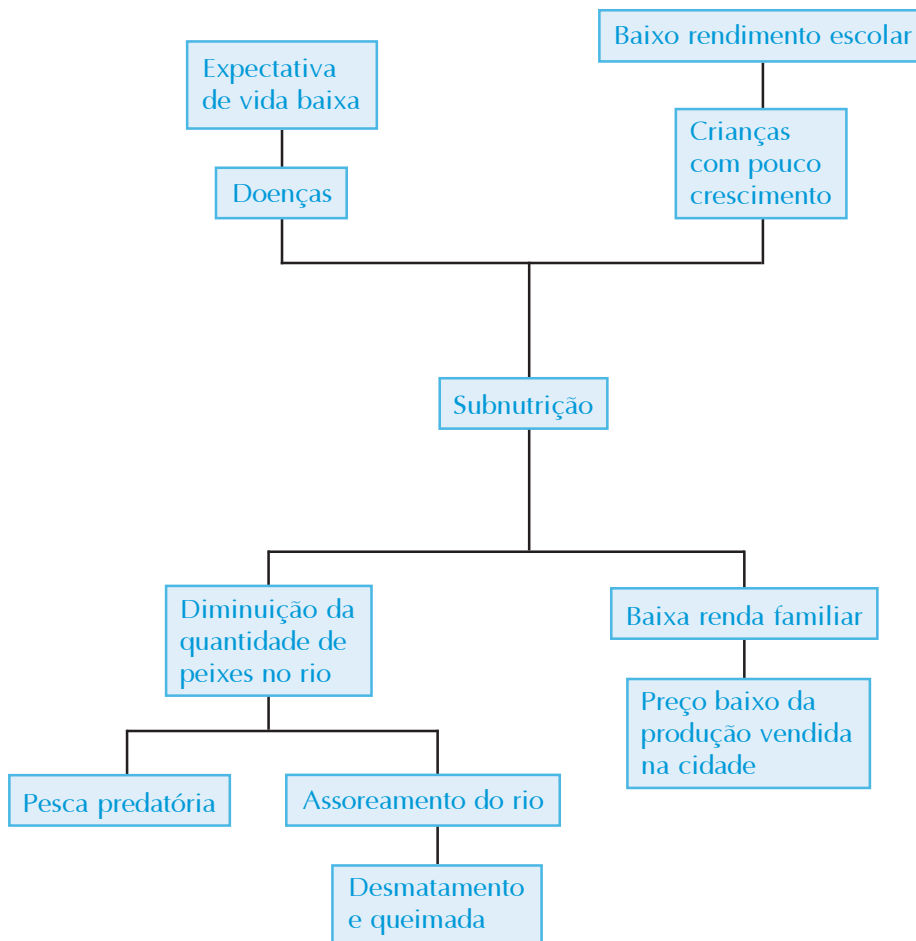 Baixo rendimento escolar
Expectativa
de vida baixa
Crianças
com pouco
crescimento
Doenças
Subnutrição
Diminuição da
quantidade de
peixes no rio
Baixa renda familiar
Preço baixo da
produção vendida
na cidade
Pesca predatória
Assoreamento do rio
Desmatamento
e queimada